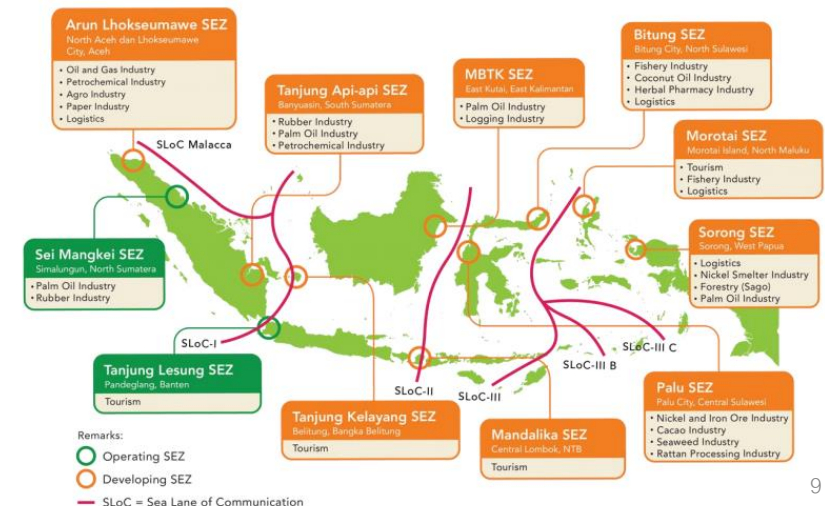 Arun Lhokseumawe SEZ
North Aceh dan Lhokseumawe
City, Aceh
• Oil and Gas Industry
• Petrochemical Industry
• Agro Industry
• Paper Industry
• Logistics
SLoC Malacca
Tanjung Api-api SEZ
Banyuasin, South Sumatera
• Rubber Industry
• Palm Oil Industry
• Petrochemical Industry
MBTK SEZ
East Kutai, East Kalimantan
• Palm Oil Industry
• Logging Industry
Bitung SEZ
Bitung City, North Sulawesi
• Fishery Industry
• Coconut Oil Industry
• Herbal Pharmacy Industry
• Logistics
Morotai SEZ
Morotai Island, North Maluku
• Tourism
• Fishery Industry
• Logistics
Sei Mangkei SEZ
Simalungun, North Sumatera
• Palm Oil Industry
• Rubber Industry
Sorong SEZ
Sorong, West Papua
• Logistics
• Nickel Smelter Industry
• Forestry (Sago)
• Palm Oil Industry
SLoC-I
SLoC-II
SLoC-III
SLoC-III B
SLoC-III C
Tanjung Lesung SEZ
Pandeglang, Banten
Tourism
Tanjung Kelayang SEZ
Belitung, Bangka Belitung
Tourism
Mandalika SEZ
Central Lombok, NTB
Tourism
Palu SEZ
Palu City, Central Sulawesi
• Nickel and Iron Ore Industry
• Cacao Industry
• Seaweed Industry
• Rattan Processing Industry
Remarks:
Operating SEZ
Developing SEZ
SLoC = Sea Lane of Communication
9